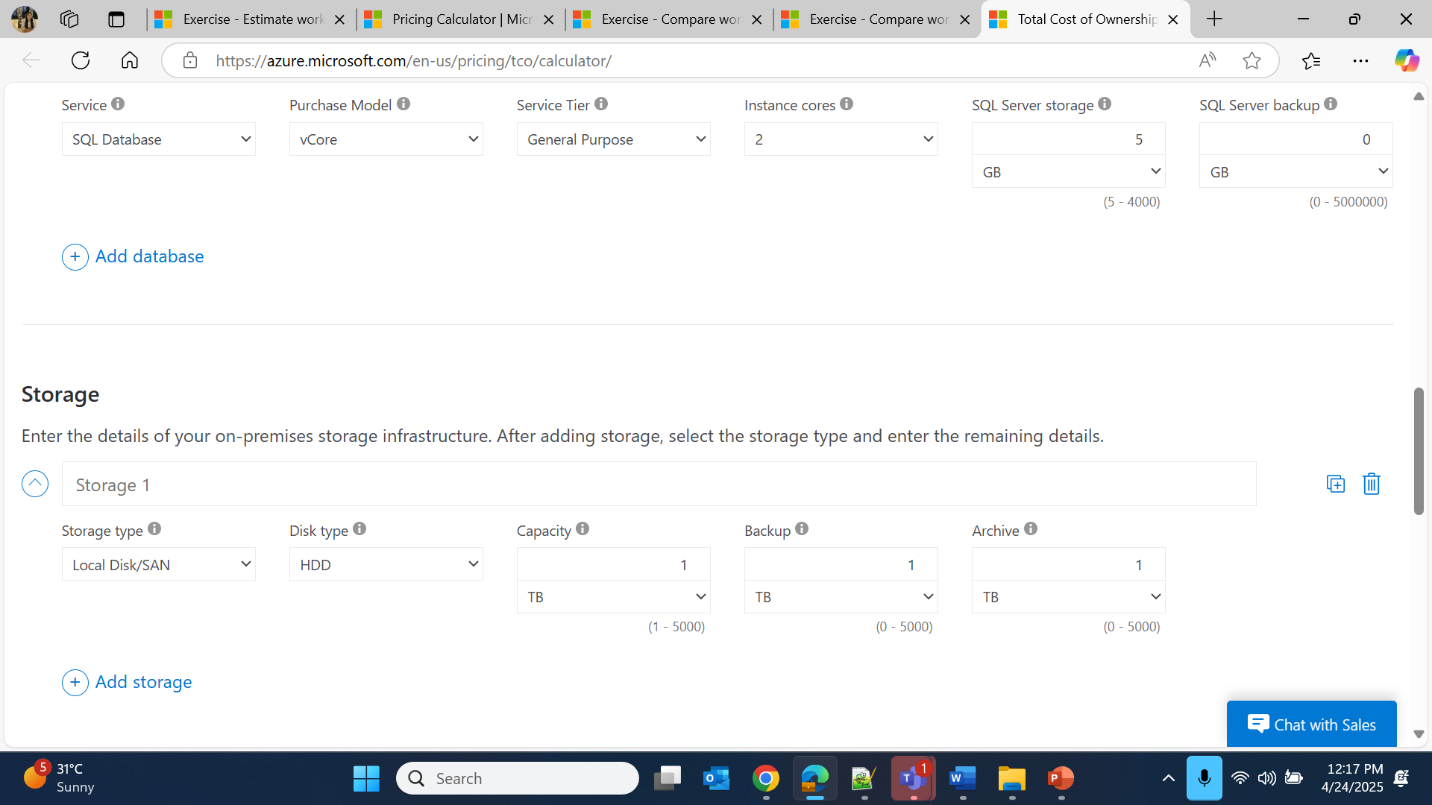 Exercise - Estimate work
Pricing Calculator | Micr
Exercise - Compare wor
Exercise - Compare wor
Total Cost of Ownership
https://azure.microsoft.com/en-us/pricing/tco/calculator/
Service Purchase Model Service Tier Instance cores SQL Server storage SQL Server backup
SQL Database vCore General Purpose 2 5 0
GB GB
(5 - 4000) (0 - 5000000)
+ Add database
Storage
Enter the details of your on-premises storage infrastructure. After adding storage, select the storage type and enter the remaining details.
Storage 1
Storage type Disk type Capacity Backup Archive
Local Disk/SAN HDD 1 1 1
TB TB TB
(1 - 5000) (0 - 5000) (0 - 5000)
+ Add storage
Chat with Sales
5 31°C
Sunny
Search
1
12:17 PM
4/24/2025